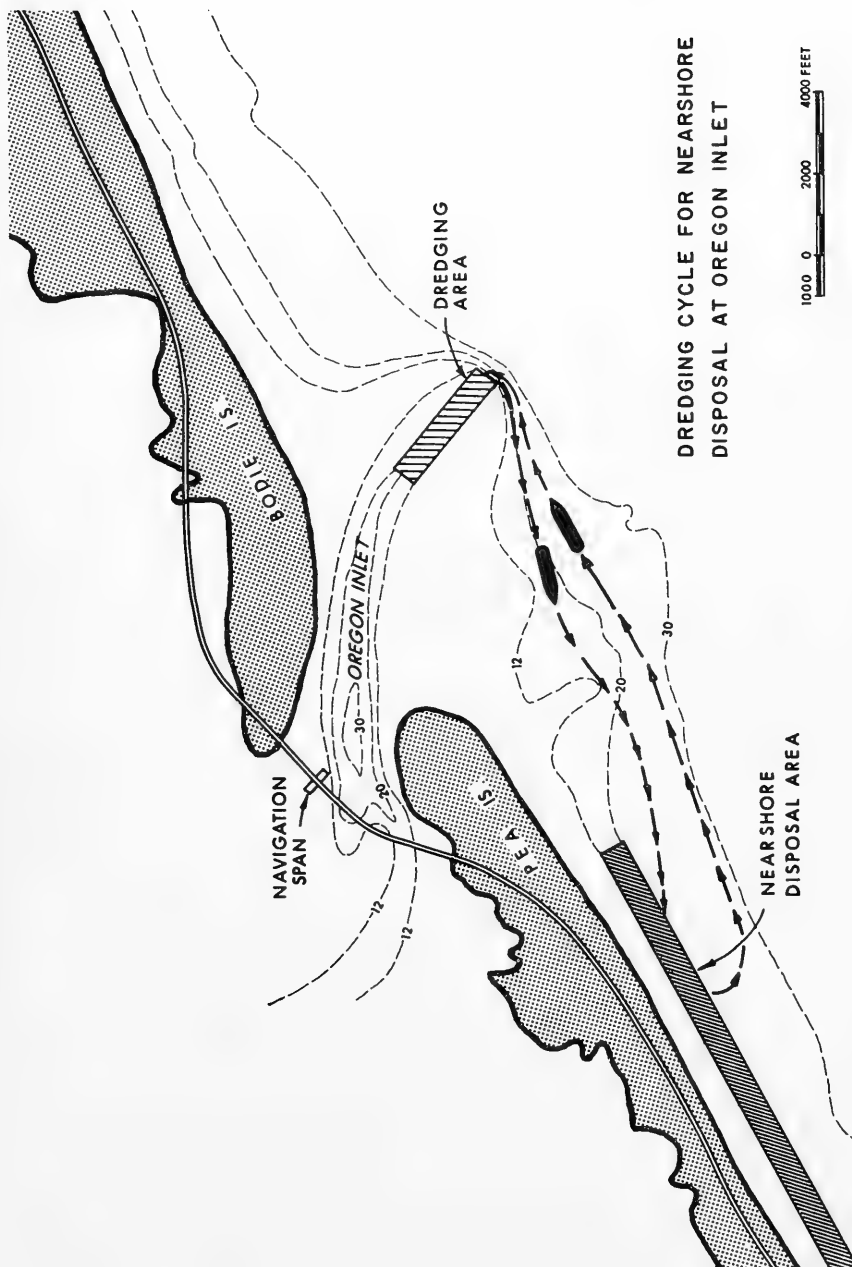 BODIE IS.
OREGON INLET
30
20
NAVIGATION
SPAN
12
12
PEA IS.
DREDGING
AREA
12
20
30
NEARSHORE
DISPOSAL AREA
DREDGING CYCLE FOR NEARSHORE
DISPOSAL AT OREGON INLET
1000 0 2000 4000 FEET